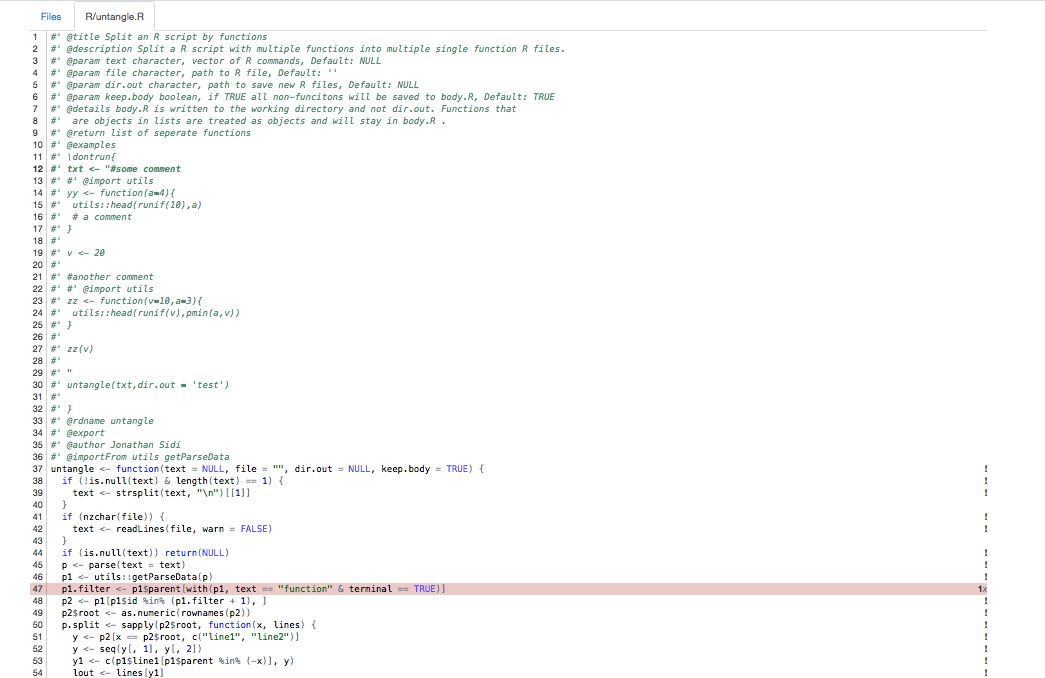 Files R/untangle.R
1 #' @title Split an R script by functions
2 #' @description Split a R script with multiple functions into multiple single function R files.
3 #' @param text character, vector of R commands, Default: NULL
4 #' @param file character, path to R file, Default: ''
5 #' @param dir.out character, path to save new R files, Default: NULL
6 #' @param keep.body boolean, if TRUE all non-funcitons will be saved to body.R, Default: TRUE
7 #' @details body.R is written to the working directory and not dir.out. Functions that
8 #'  are objects in lists are treated as objects and will stay in body.R .
9 #' @return list of seperate functions
10 #' @examples
11 #' \dontrun{
12 #' txt <- "#some comment
13 #' #' @import utils
14 #' yy <- function(a=4){
15 #'  utils::head(runif(10),a)
16 #'  # a comment
17 #' }
18 #'
19 #' v <- 20
20 #'
21 #' #another comment
22 #' #' @import utils
23 #' zz <- function(v=10,a=3){
24 #'  utils::head(runif(v),pmin(a,v))
25 #' }
26 #'
27 #' zz(v)
28 #'
29 #' "
30 #' untangle(txt,dir.out = 'test')
31 #'
32 #' }
33 #' @rdname untangle
34 #' @export
35 #' @author Jonathan Sidi
36 #' @importFrom utils getParseData
37 untangle <- function(text = NULL, file = "", dir.out = NULL, keep.body = TRUE) { !
38   if (!is.null(text) & length(text) == 1) { !
39     text <- strsplit(text, "\n")[[1]] !
40   }
41   if (nzchar(file)) { !
42     text <- readLines(file, warn = FALSE) !
43   }
44   if (is.null(text)) return(NULL) !
45   p <- parse(text = text) !
46   p1 <- utils::getParseData(p) !
47   p1.filter <- p1$parent[with(p1, text == "function" & terminal == TRUE)] 1x
48   p2 <- p1[p1$id %in% (p1.filter + 1), ] !
49   p2$root <- as.numeric(rownames(p2)) !
50   p.split <- sapply(p2$root, function(x, lines) { !
51     y <- p2[x == p2$root, c("line1", "line2")] !
52     y <- seq(y[, 1], y[, 2]) !
53     y1 <- c(p1$line1[p1$parent %in% (-x)], y) !
54     lout <- lines[y1] !